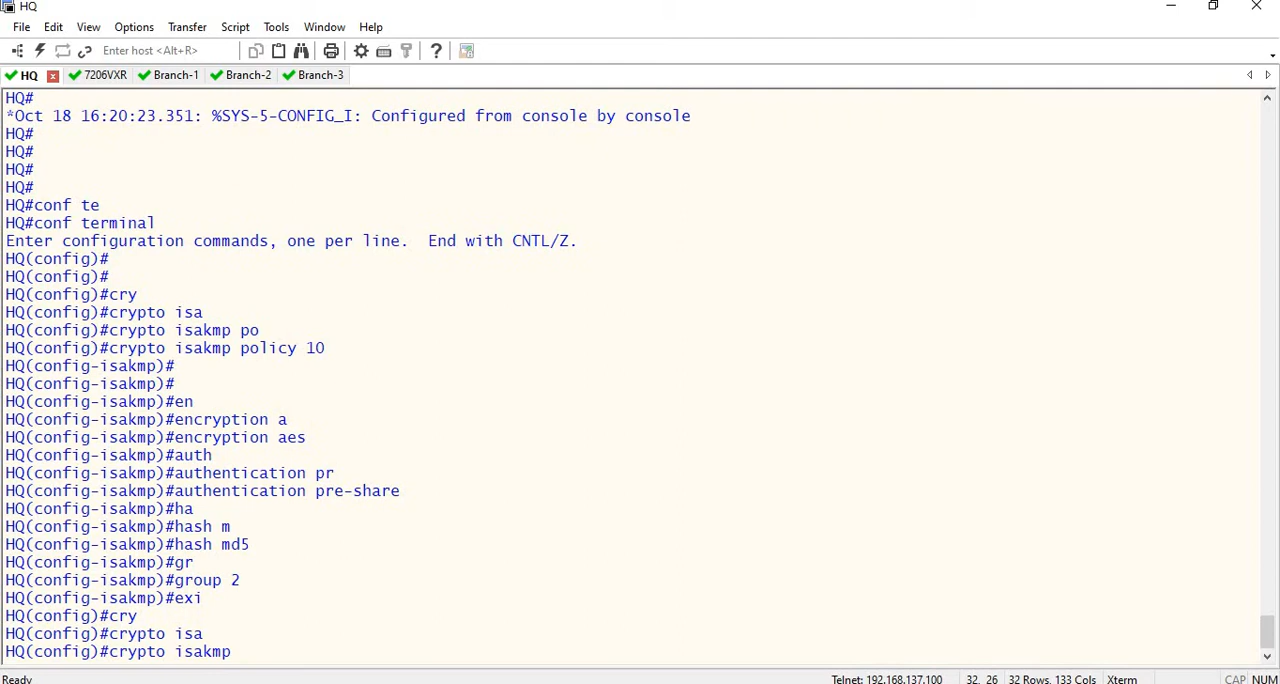 HQ
File Edit View Options Transfer Script Tools Window Help
Enter host <Alt+R>
HQ 7206VXR Branch-1 Branch-2 Branch-3
HQ#
*Oct 18 16:20:23.351: %SYS-5-CONFIG_I: Configured from console by console
HQ#
HQ#
HQ#
HQ#
HQ#conf te
HQ#conf terminal
Enter configuration commands, one per line.  End with CNTL/Z.
HQ(config)#
HQ(config)#
HQ(config)#cry
HQ(config)#crypto isa
HQ(config)#crypto isakmp po
HQ(config)#crypto isakmp policy 10
HQ(config-isakmp)#
HQ(config-isakmp)#
HQ(config-isakmp)#en
HQ(config-isakmp)#encryption a
HQ(config-isakmp)#encryption aes
HQ(config-isakmp)#auth
HQ(config-isakmp)#authentication pr
HQ(config-isakmp)#authentication pre-share
HQ(config-isakmp)#ha
HQ(config-isakmp)#hash m
HQ(config-isakmp)#hash md5
HQ(config-isakmp)#gr
HQ(config-isakmp)#group 2
HQ(config-isakmp)#exi
HQ(config)#cry
HQ(config)#crypto isa
HQ(config)#crypto isakmp
Ready Telnet: 192.168.137.100 32, 26 32 Rows, 133 Cols Xterm CAP NUM